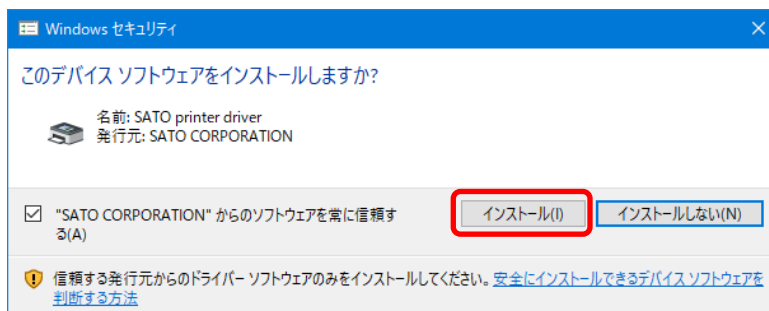 Windows セキュリティ
このデバイス ソフトウェアをインストールしますか?
名前: SATO printer driver
発行元: SATO CORPORATION
"SATO CORPORATION" からのソフトウェアを常に信頼す
る(A)
インストール(I)
インストールしない(N)
信頼する発行元からのドライバー ソフトウェアのみをインストールしてください。安全にインストールできるデバイス ソフトウェアを
判断する方法